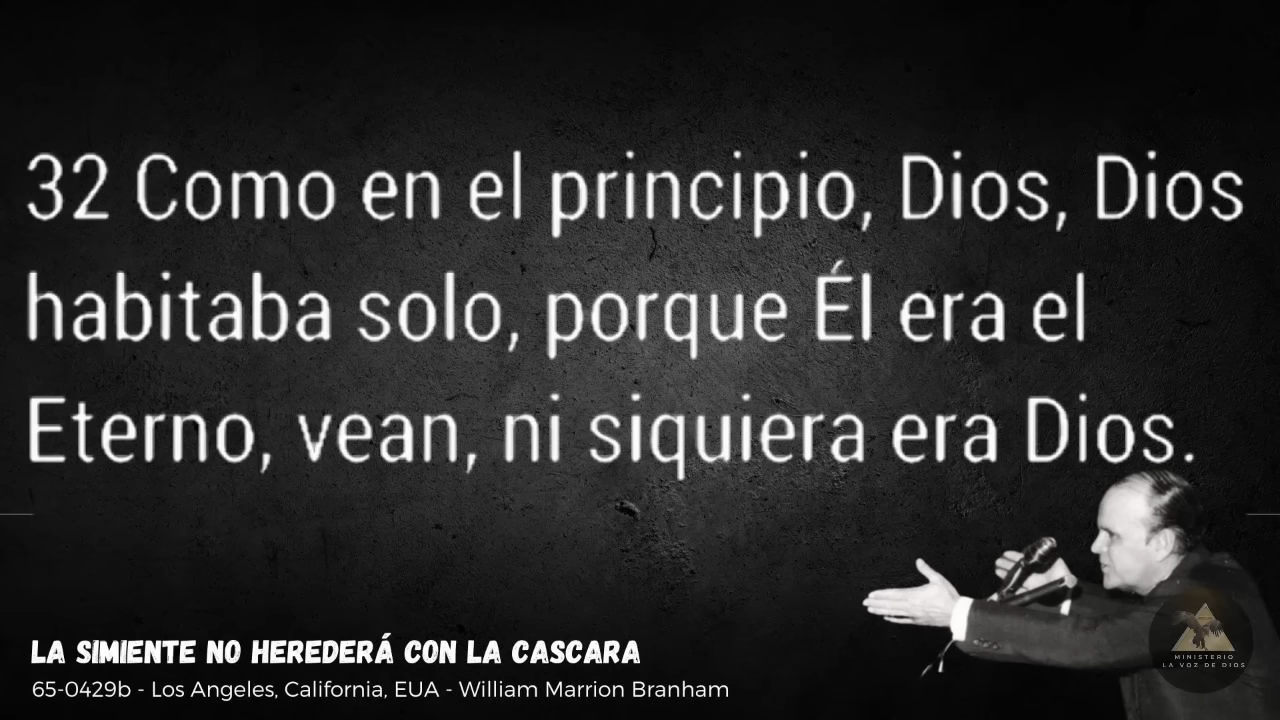 32 Como en el principio, Dios, Dios
habitaba solo, porque Él era el
Eterno, vean, ni siquiera era Dios.
LA SIMIENTE NO HEREDERÁ CON LA CASCARA
65-0429b - Los Angeles, California, EUA - William Marrion Branham
MINISTERIO
LA VOZ DE DIOS